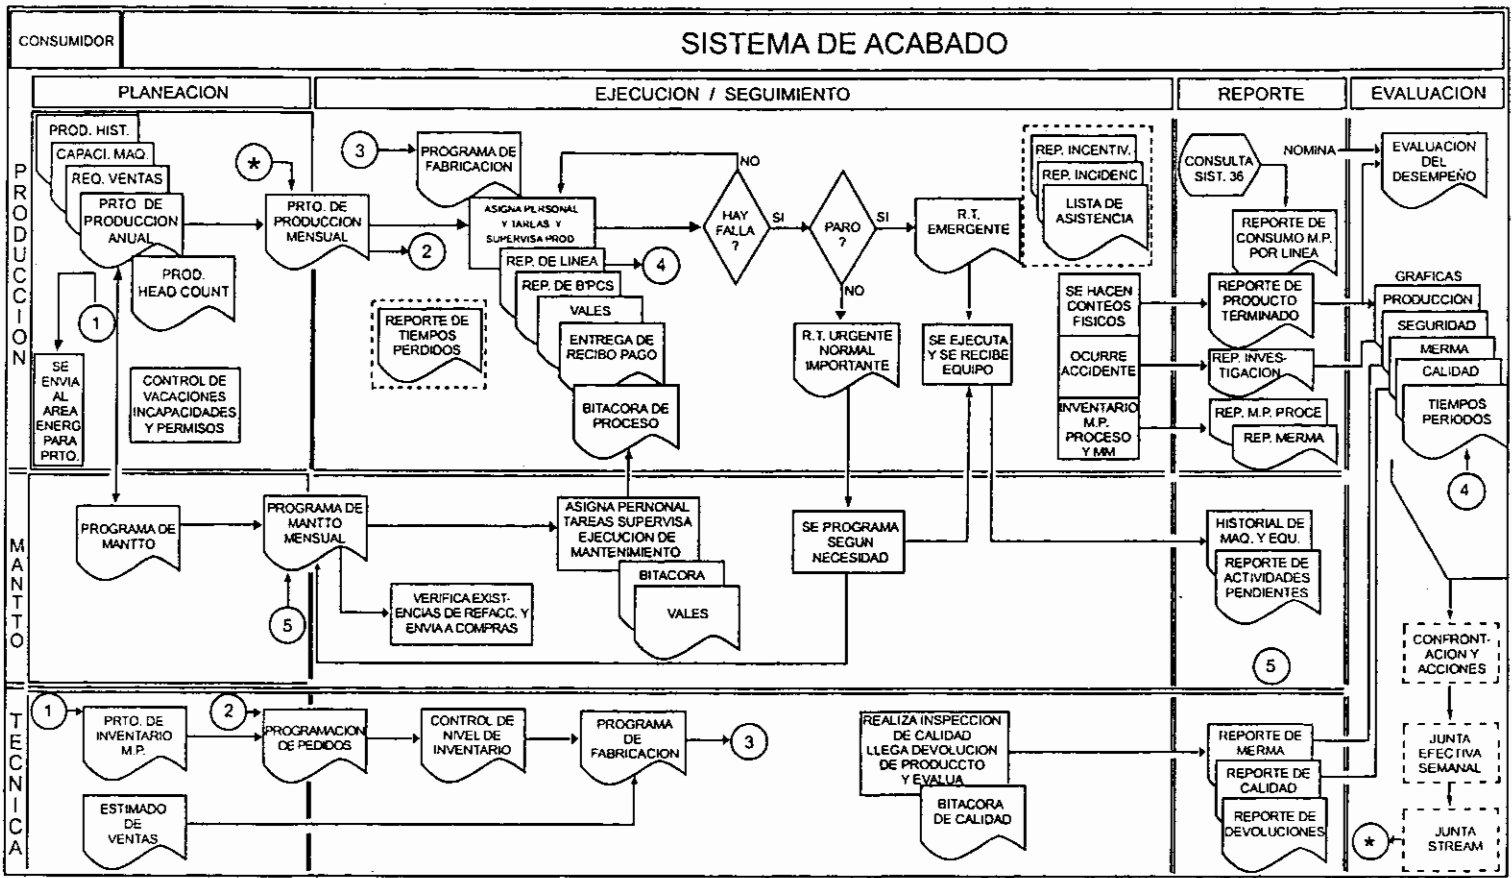 CONSUMIDOR
SISTEMA DE ACABADO
PLANEACION
EJECUCION / SEGUIMIENTO
REPORTE
EVALUACION
PRODUCCION
PROD. HIST.
CAPACI. MAQ.
REQ. VENTAS
PRTO. DE
PRODUCCION
ANUAL
PROD.
HEAD COUNT
1
SE
ENVIA
AL
AREA
ENERG
PARA
PRTO.
CONTROL DE
VACACIONES
INCAPACIDADES
Y PERMISOS
*
PRTO. DE
PRODUCCION
MENSUAL
2
3
PROGRAMA DE
FABRICACION
ASIGNA PERSONAL
Y TAREAS Y
SUPERVISA PROD
REP. DE LINEA
4
REP. DE B'PCS
VALES
ENTREGA DE
RECIBO PAGO
BITACORA DE
PROCESO
REPORTE DE
TIEMPOS
PERDIDOS
NO
HAY
FALLA
?
SI
PARO
?
SI
NO
R.T.
EMERGENTE
R.T. URGENTE
NORMAL
IMPORTANTE
SE EJECUTA
Y SE RECIBE
EQUIPO
REP. INCENTIV.
REP. INCIDENC
LISTA DE
ASISTENCIA
SE HACEN
CONTEOS
FISICOS
OCURRE
ACCIDENTE
INVENTARIO
M.P.
PROCESO
Y MM
CONSULTA
SIST. 36
NOMINA
REPORTE DE
CONSUMO M.P.
POR LINEA
REPORTE DE
PRODUCTO
TERMINADO
REP. INVES-
TIGACION
REP. M.P. PROCE
REP. MERMA
EVALUACION
DEL
DESEMPEÑO
GRAFICAS
PRODUCCIÓN
SEGURIDAD
MERMA
CALIDAD
TIEMPOS
PERIODOS
4
MANTTO
PROGRAMA DE
MANTTO
PROGRAMA DE
MANTTO
MENSUAL
5
VERIFICA EXIST-
ENCIAS DE REFACC. Y
ENVIA A COMPRAS
ASIGNA PERNONAL
TAREAS SUPERVISA
EJECUCION DE
MANTENIMIENTO
BITACORA
VALES
SE PROGRAMA
SEGUN
NECESIDAD
HISTORIAL DE
MAQ. Y EQU.
REPORTE DE
ACTIVIDADES
PENDIENTES
5
CONFRONT-
ACION Y
ACCIONES
TECNICA
1
PRTO. DE
INVENTARIO
M.P.
2
PROGRAMACION
DE PEDIDOS
CONTROL DE
NIVEL DE
INVENTARIO
PROGRAMA
DE
FABRICACION
3
ESTIMADO
DE
VENTAS
REALIZA INSPECCION
DE CALIDAD
LLEGA DEVOLUCION
DE PRODUCCTO
Y EVALUA
BITACORA
DE CALIDAD
REPORTE DE
MERMA
REPORTE DE
CALIDAD
REPORTE DE
DEVOLUCIONES
JUNTA
EFECTIVA
SEMANAL
*
JUNTA
STREAM